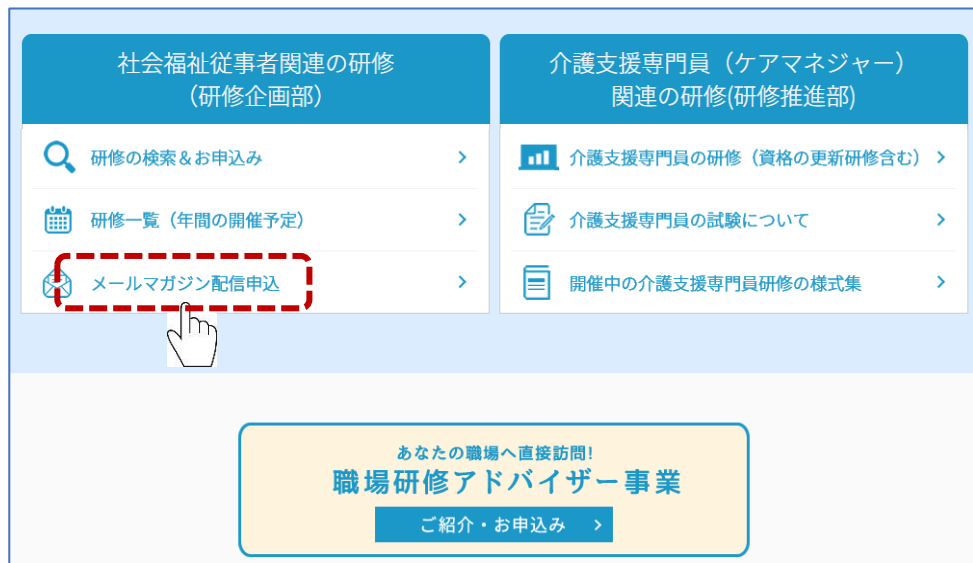 社会福祉従事者関連の研修
（研修企画部）
研修の検索＆お申込み
研修一覧（年間の開催予定）
メールマガジン配信申込
介護支援専門員（ケアマネジャー）
関連の研修(研修推進部)
介護支援専門員の研修（資格の更新研修含む）
介護支援専門員の試験について
開催中の介護支援専門員研修の様式集
あなたの職場へ直接訪問!
職場研修アドバイザー事業
ご紹介・お申込み